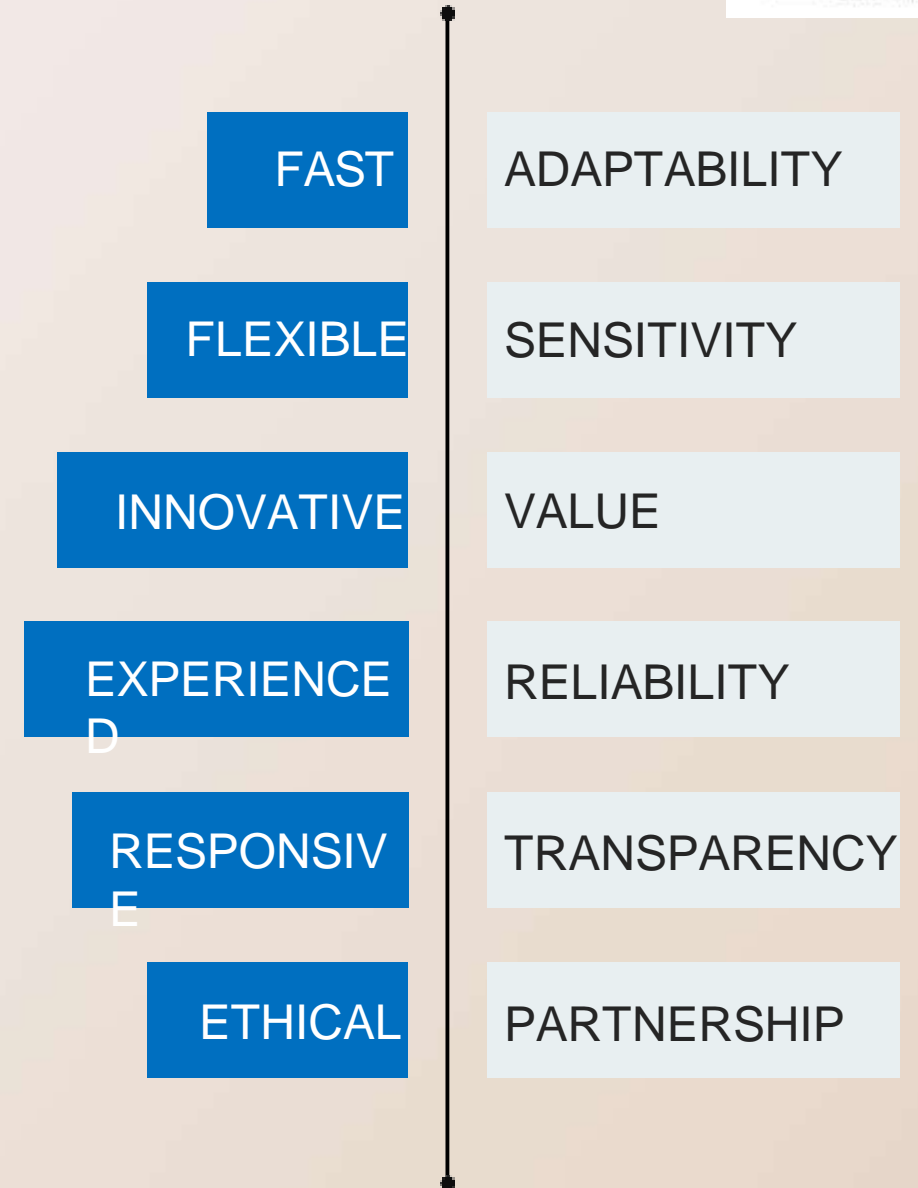 FAST
ADAPTABILITY
FLEXIBLE
SENSITIVITY
INNOVATIVE
VALUE
EXPERIENCE
D
RELIABILITY
RESPONSIV
E
TRANSPARENCY
ETHICAL
PARTNERSHIP